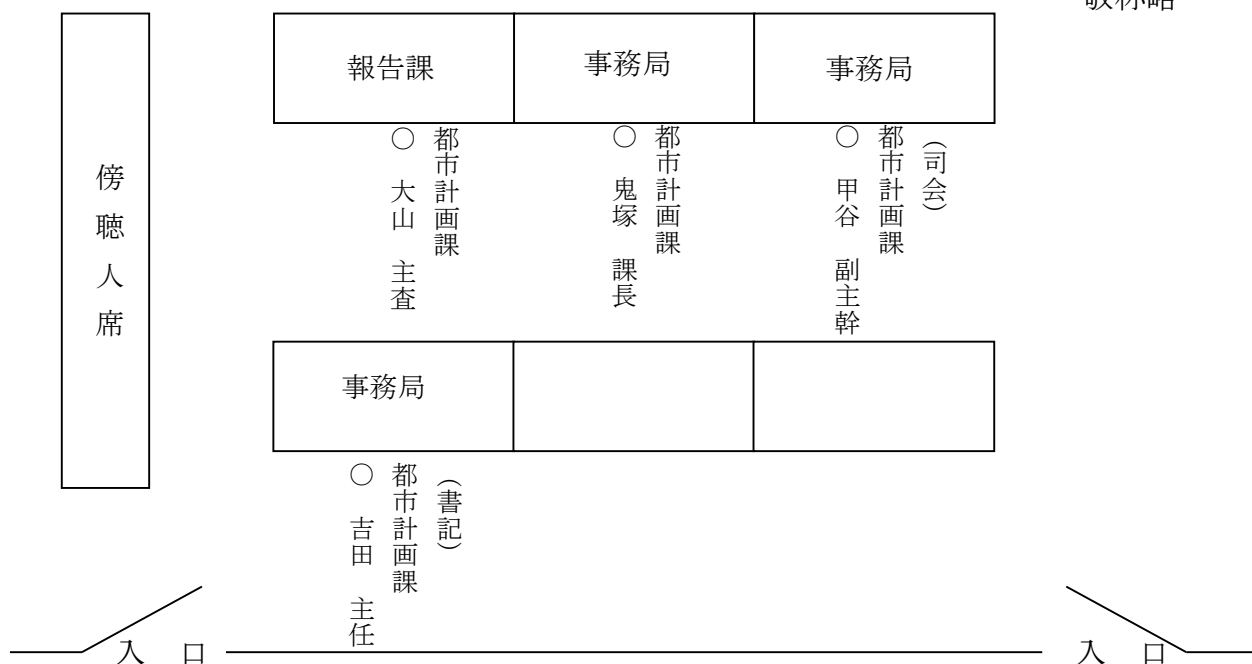 敬称略
報告課
事務局
事務局
(司会)
都市計画課
○ 甲谷 副主幹
都市計画課
○ 鬼塚 課長
都市計画課
○ 大山 主査
傍聴人席
事務局
(書記)
都市計画課
○ 吉田 主任
入 口
入 口